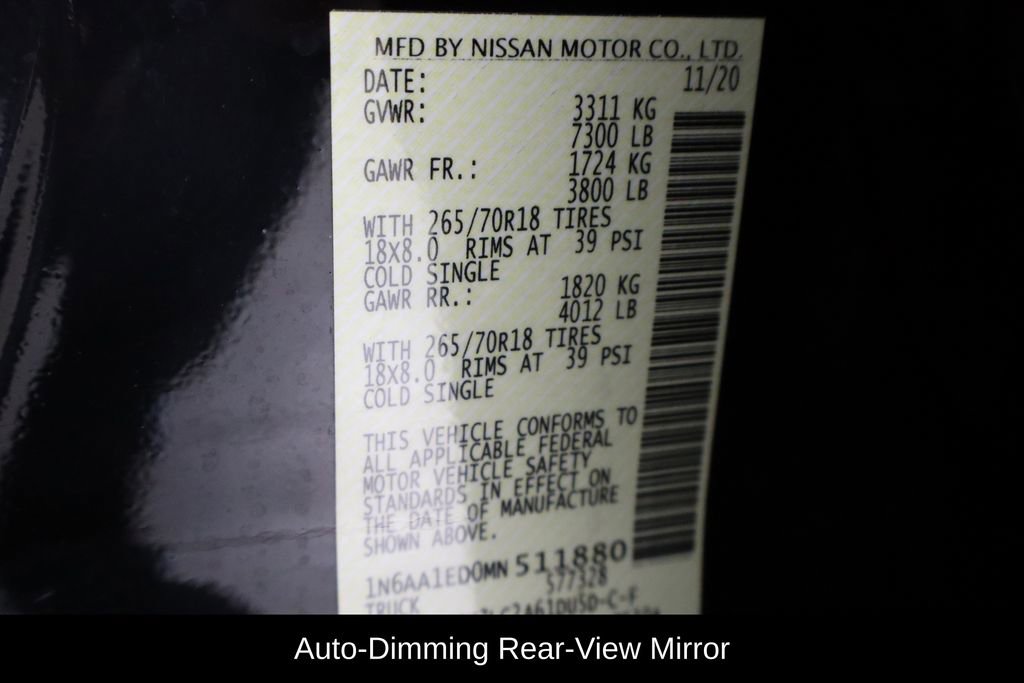 MFD BY NISSAN MOTOR CO., LTD.
DATE: 11/20
GVWR: 3311 KG
7300 LB
GAWR FR.: 1724 KG
3800 LB
WITH 265/70R18 TIRES
18X8.0 RIMS AT 39 PSI
COLD SINGLE
GAWR RR.: 1820 KG
4012 LB
WITH 265/70R18 TIRES
18X8.0 RIMS AT 39 PSI
COLD SINGLE
THIS VEHICLE CONFORMS TO
ALL APPLICABLE FEDERAL
MOTOR VEHICLE SAFETY
STANDARDS IN EFFECT ON
THE DATE OF MANUFACTURE
SHOWN ABOVE.
1N6AA1ED0MN 511880
577328
TRUCK
Auto-Dimming Rear-View Mirror